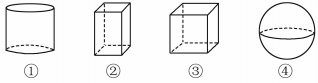 ① ② ③ ④